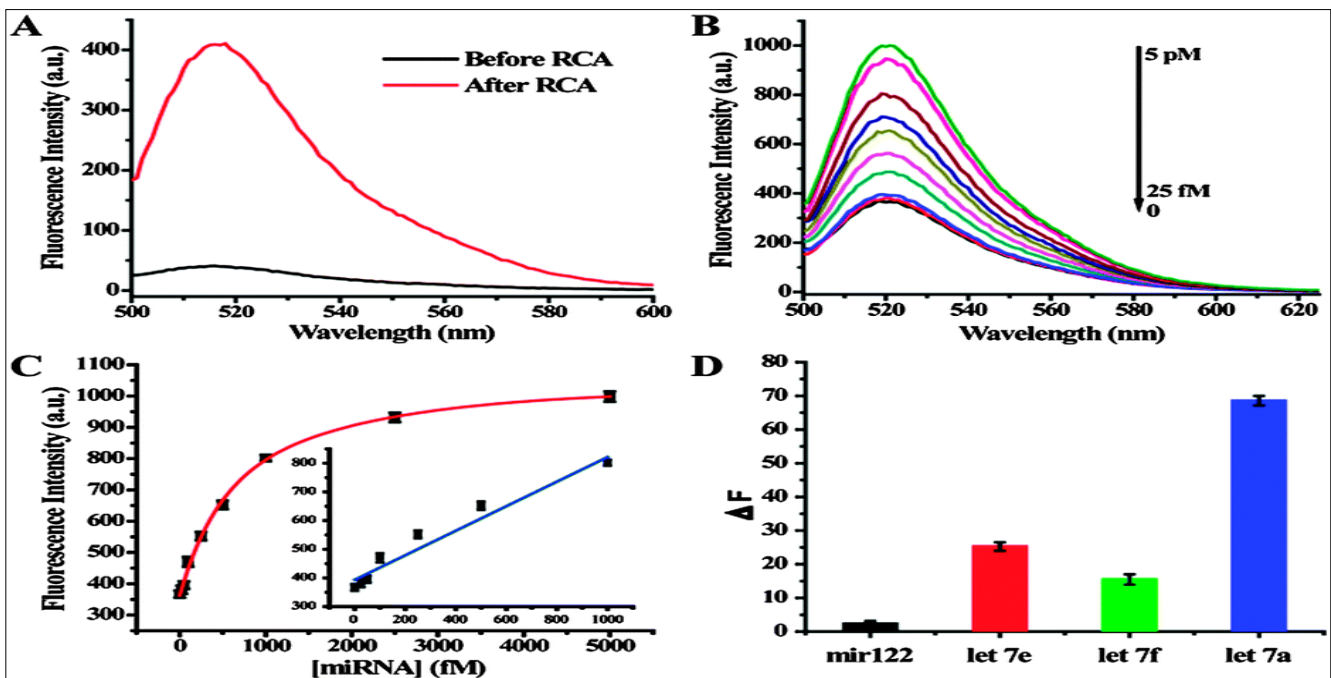 A
Fluorescence Intensity (a.u.)
400
300
200
100
0
Before RCA
After RCA
500 520 540 560 580 600
Wavelength (nm)
B
Fluorescenc Intensity (a.u.)
1000
800
600
400
200
0
5 pM
25 fM
0
500 520 540 560 580 600 620
Wavelength (nm)
C
Fluorescence Intensity (a.u.)
1100
1000
900
800
700
600
500
400
300
0 1000 2000 3000 4000 5000
[miRNA] (fM)
800
700
600
500
400
300
0 200 400 600 800 1000
D
ΔF
80
70
60
50
40
30
20
10
0
mir122 let 7e let 7f let 7a